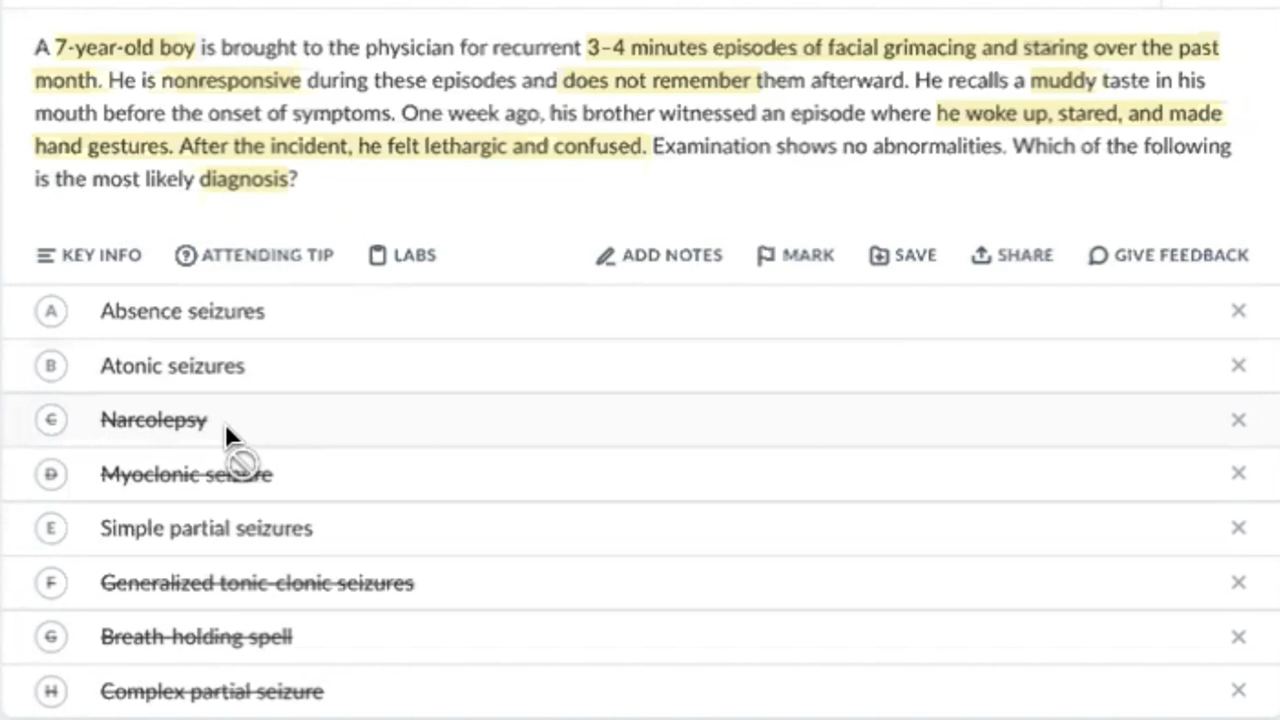 A 7-year-old boy is brought to the physician for recurrent 3–4 minutes episodes of facial grimacing and staring over the past
month. He is nonresponsive during these episodes and does not remember them afterward. He recalls a muddy taste in his
mouth before the onset of symptoms. One week ago, his brother witnessed an episode where he woke up, stared, and made
hand gestures. After the incident, he felt lethargic and confused. Examination shows no abnormalities. Which of the following
is the most likely diagnosis?
KEY INFO ATTENDING TIP LABS ADD NOTES MARK SAVE SHARE GIVE FEEDBACK
A Absence seizures
B Atonic seizures
C Narcolepsy
D Myoclonic seizure
E Simple partial seizures
F Generalized tonic-clonic seizures
G Breath-holding spell
H Complex partial seizure